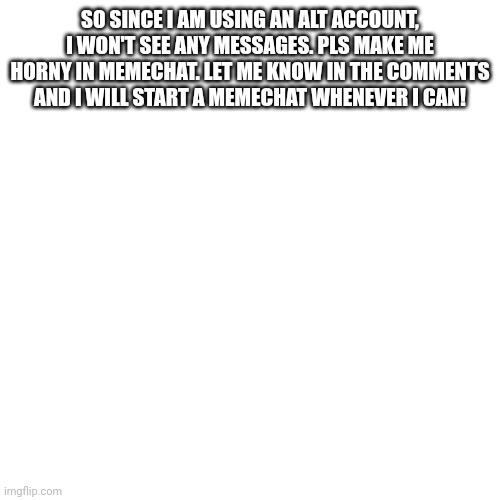 SO SINCE I AM USING AN ALT ACCOUNT,
I WON'T SEE ANY MESSAGES. PLS MAKE ME
HORNY IN MEMECHAT. LET ME KNOW IN THE COMMENTS
AND I WILL START A MEMECHAT WHENEVER I CAN!
imgflip.com